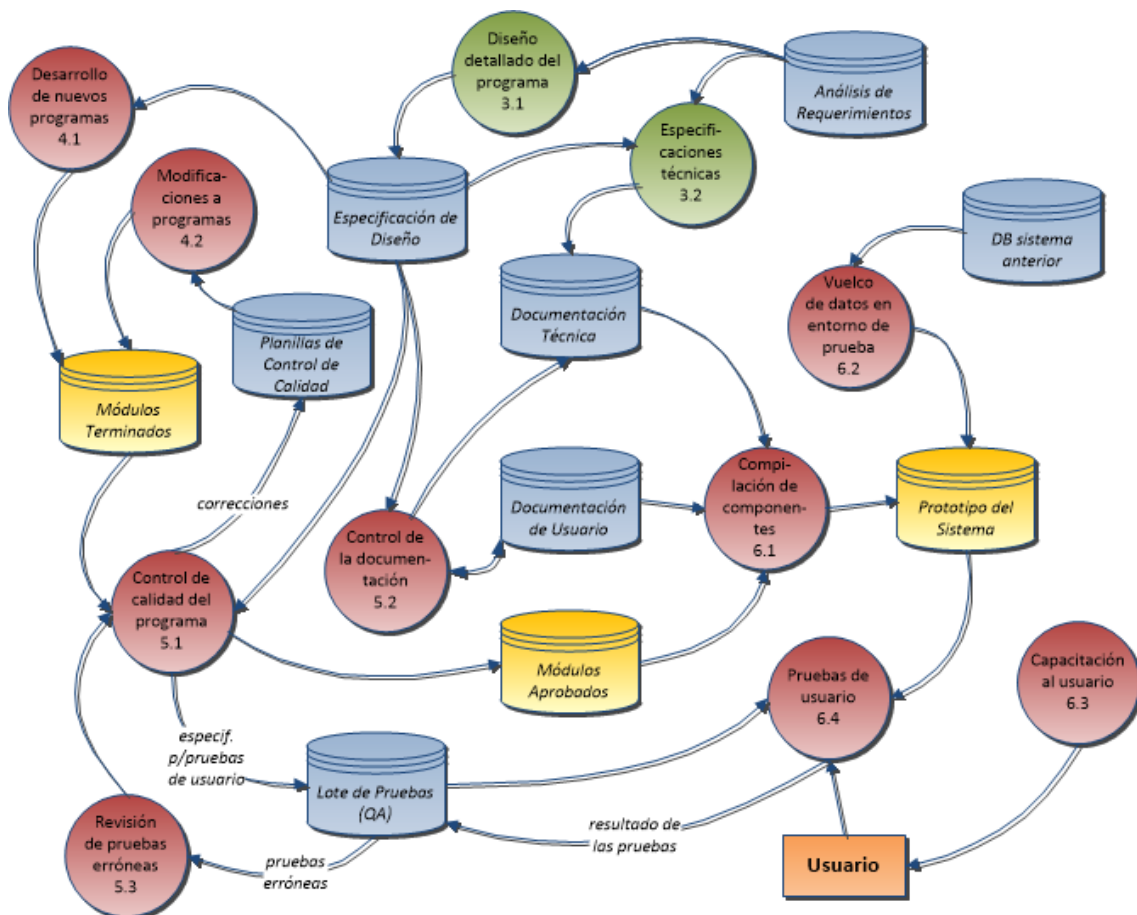 Diseño
detallado del
programa
3.1
Desarrollo
de nuevos
programas
4.1
Análisis de
Requerimientos
Especifi-
caciones
técnicas
3.2
Modifica-
ciones a
programas
4.2
Especificación de
Diseño
DB sistema
anterior
Vuelco
de datos en
entorno de
prueba
6.2
Documentación
Técnica
Planillas de
Control de
Calidad
Módulos
Terminados
correcciones
Documentación
de Usuario
Compi-
lación de
componen-
tes
6.1
Prototipo del
Sistema
Control de
la documen-
tación
5.2
Control de
calidad del
programa
5.1
Módulos
Aprobados
Pruebas de
usuario
6.4
Capacitación
al usuario
6.3
especif.
p/pruebas
de usuario
Lote de Pruebas
(QA)
resultado de
las pruebas
Revisión
de pruebas
erróneas
5.3
pruebas
erróneas
Usuario